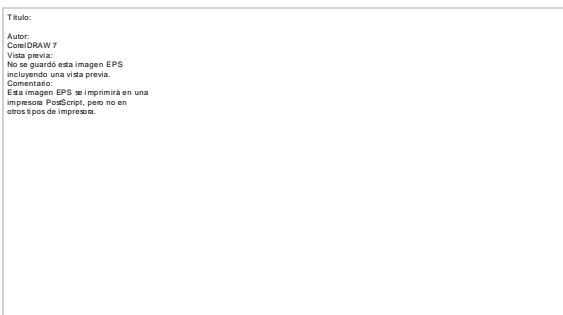 Título:
Autor:
CorelDRAW 7
Vista previa:
No se guardó esta imagen EPS
incluyendo una vista previa.
Comentario:
Esta imagen EPS se imprimirá en una
impresora PostScript, pero no en
otros tipos de impresora.